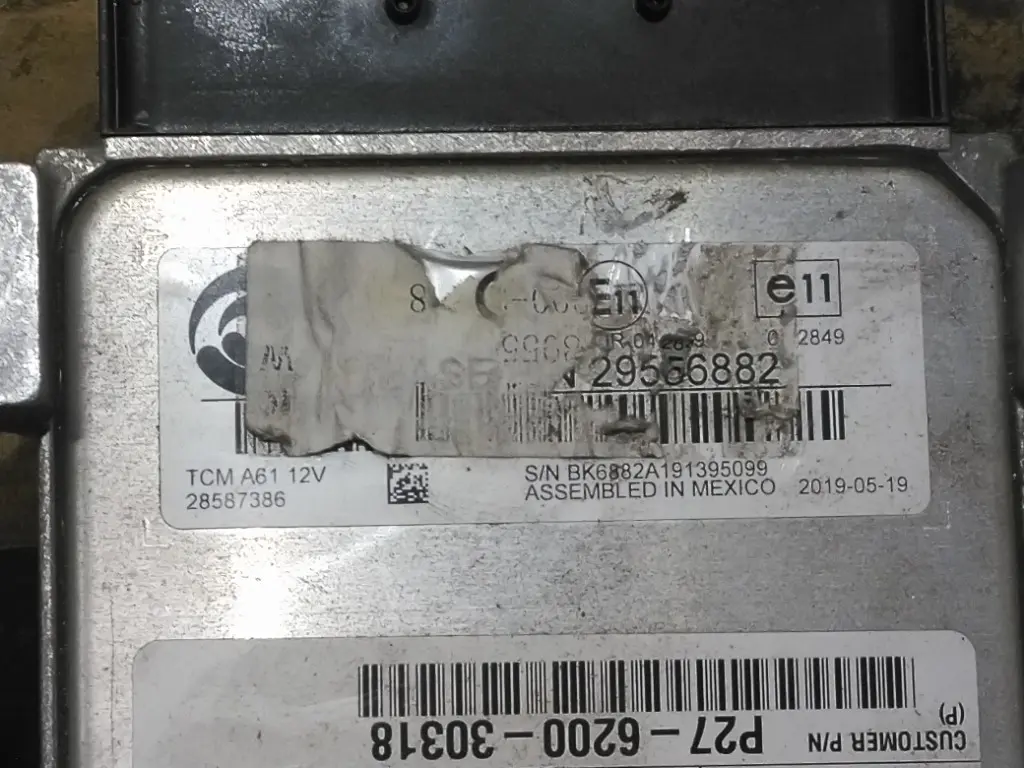 E11
e11
2849
29556882
TCM A61 12V
28587386
S/N BK6882A191395099
ASSEMBLED IN MEXICO 2019-05-19
CUSTOMER P/N
(P)
P27-6200-30318